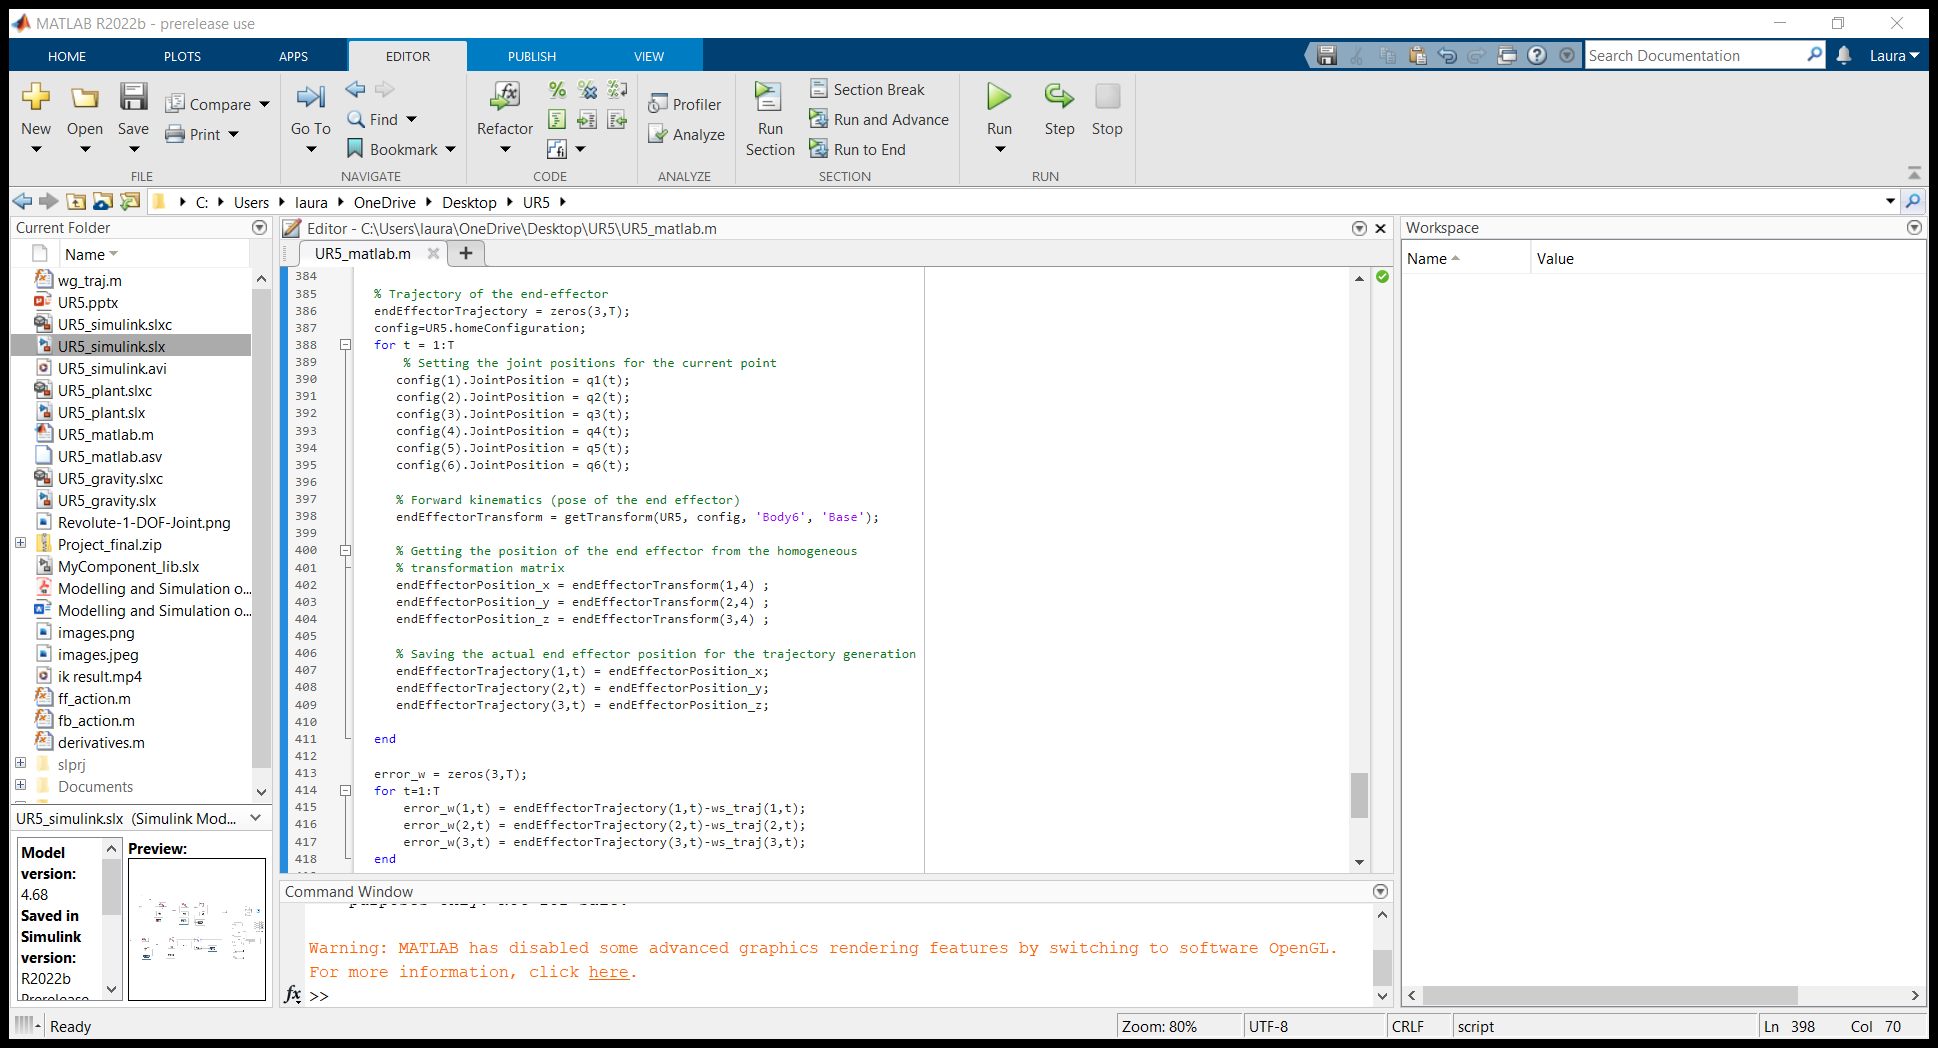 MATLAB R2022b - prerelease use
HOME PLOTS APPS EDITOR PUBLISH VIEW
Search Documentation
Laura
New
Open
Save
Compare
Print
FILE
Go To
Find
Bookmark
NAVIGATE
Refactor
CODE
Profiler
Analyze
ANALYZE
Run Section
Section Break
Run and Advance
Run to End
SECTION
Run
Step
Stop
RUN
C: Users laura OneDrive Desktop UR5
Current Folder
Name
wg_traj.m
UR5.pptx
UR5_simulink.slxc
UR5_simulink.slx
UR5_simulink.avi
UR5_plant.slxc
UR5_plant.slx
UR5_matlab.m
UR5_matlab.asv
UR5_gravity.slxc
UR5_gravity.slx
Revolute-1-DOF-Joint.png
Project_final.zip
MyComponent_lib.slx
Modelling and Simulation o...
Modelling and Simulation o...
images.png
images.jpeg
ik result.mp4
ff_action.m
fb_action.m
derivatives.m
slprj
Documents
UR5_simulink.slx (Simulink Mod...
Model version:
4.68
Saved in Simulink version:
R2022b
Prerelease
Preview:
Editor - C:\Users\laura\OneDrive\Desktop\UR5\UR5_matlab.m
UR5_matlab.m
384
385 % Trajectory of the end-effector
386 endEffectorTrajectory = zeros(3,T);
387 config=UR5.homeConfiguration;
388 for t = 1:T
389 % Setting the joint positions for the current point
390 config(1).JointPosition = q1(t);
391 config(2).JointPosition = q2(t);
392 config(3).JointPosition = q3(t);
393 config(4).JointPosition = q4(t);
394 config(5).JointPosition = q5(t);
395 config(6).JointPosition = q6(t);
396
397 % Forward kinematics (pose of the end effector)
398 endEffectorTransform = getTransform(UR5, config, 'Body6', 'Base');
399
400 % Getting the position of the end effector from the homogeneous
401 % transformation matrix
402 endEffectorPosition_x = endEffectorTransform(1,4) ;
403 endEffectorPosition_y = endEffectorTransform(2,4) ;
404 endEffectorPosition_z = endEffectorTransform(3,4) ;
405
406 % Saving the actual end effector position for the trajectory generation
407 endEffectorTrajectory(1,t) = endEffectorPosition_x;
408 endEffectorTrajectory(2,t) = endEffectorPosition_y;
409 endEffectorTrajectory(3,t) = endEffectorPosition_z;
410
411 end
412
413 error_w = zeros(3,T);
414 for t=1:T
415 error_w(1,t) = endEffectorTrajectory(1,t)-ws_traj(1,t);
416 error_w(2,t) = endEffectorTrajectory(2,t)-ws_traj(2,t);
417 error_w(3,t) = endEffectorTrajectory(3,t)-ws_traj(3,t);
418 end
Command Window
Warning: MATLAB has disabled some advanced graphics rendering features by switching to software OpenGL.
For more information, click here.
fx >>
Workspace
Name Value
Ready
Zoom: 80% UTF-8 CRLF script Ln 398 Col 70